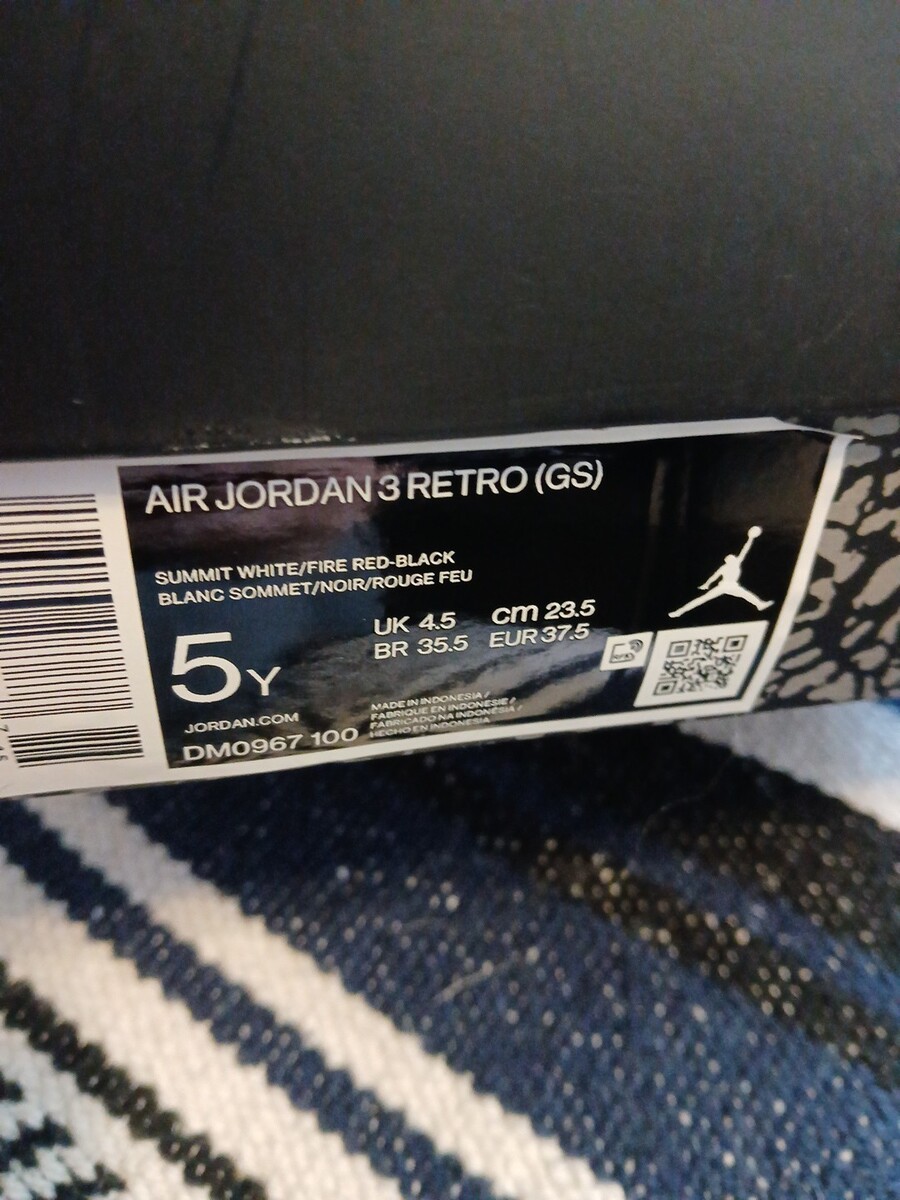 AIR JORDAN 3 RETRO (GS)
SUMMIT WHITE/FIRE RED-BLACK
BLANC SOMMET/NOIR/ROUGE FEU
5Y
UK 4.5 cm 23.5
BR 35.5 EUR 37.5
JORDAN.COM
DM0967 100
MADE IN INDONESIA /
FABRIQUE EN INDONESIE /
FABRICADO NA INDONÉSIA /
HECHO EN INDONESIA